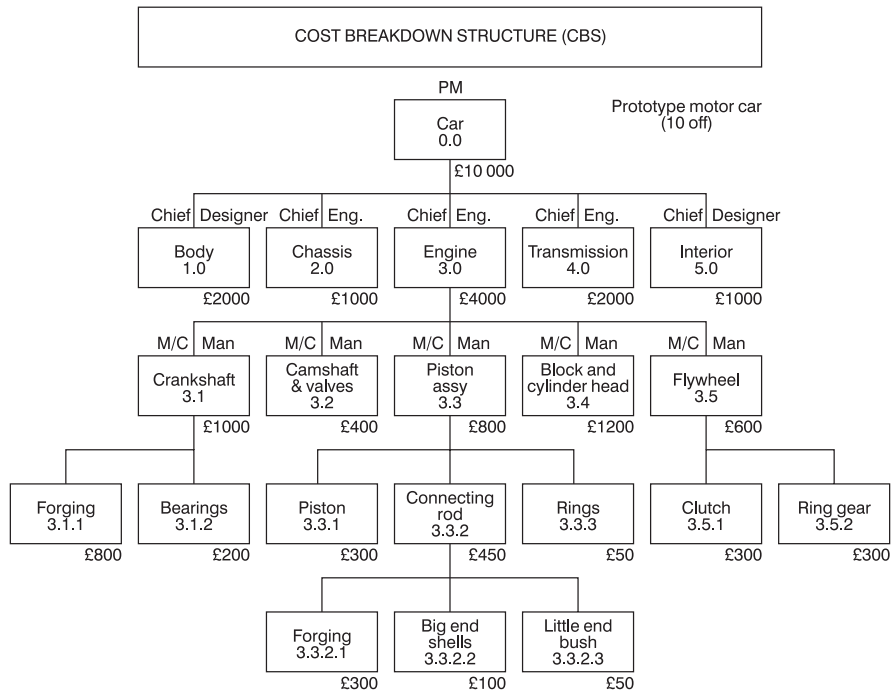 COST BREAKDOWN STRUCTURE (CBS)
PM
Prototype motor car
(10 off)
Car
0.0
£10 000
Chief Designer
Chief Eng.
Chief Eng.
Chief Eng.
Chief Designer
Body
1.0
Chassis
2.0
Engine
3.0
Transmission
4.0
Interior
5.0
£2000
£1000
£4000
£2000
£1000
M/C Man
M/C Man
M/C Man
M/C Man
M/C Man
Crankshaft
3.1
Camshaft
& valves
3.2
Piston
assy
3.3
Block and
cylinder head
3.4
Flywheel
3.5
£1000
£400
£800
£1200
£600
Forging
3.1.1
Bearings
3.1.2
Piston
3.3.1
Connecting
rod
3.3.2
Rings
3.3.3
Clutch
3.5.1
Ring gear
3.5.2
£800
£200
£300
£450
£50
£300
£300
Forging
3.3.2.1
Big end
shells
3.3.2.2
Little end
bush
3.3.2.3
£300
£100
£50